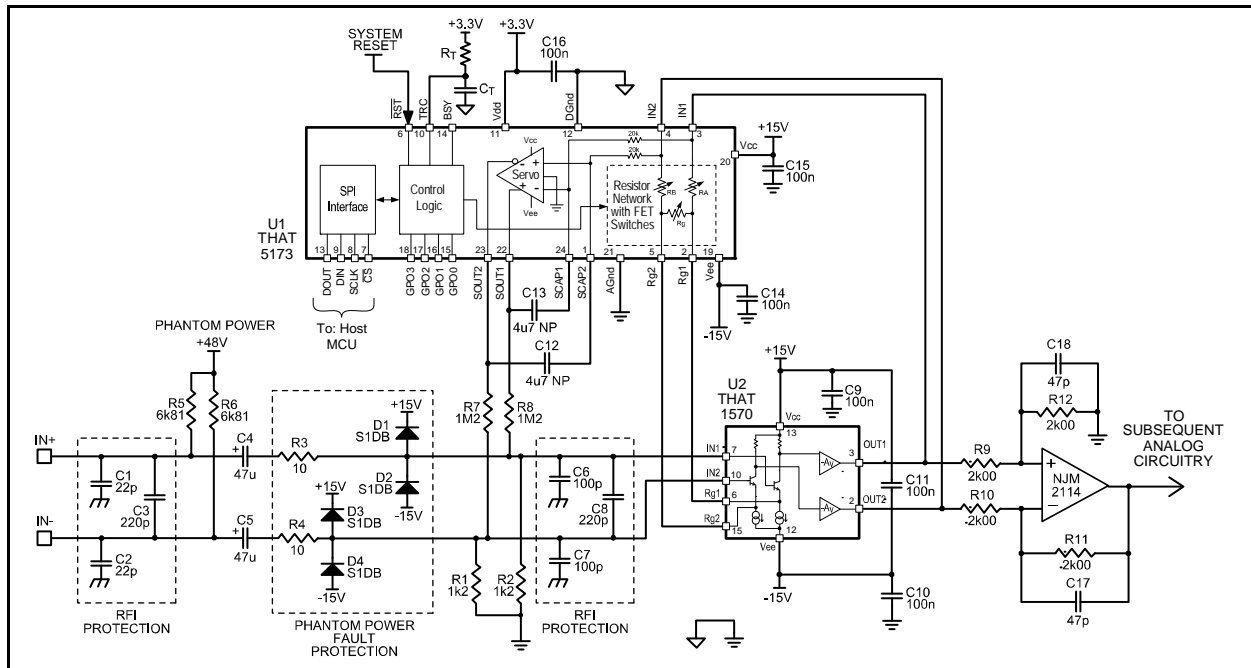 SYSTEM
RESET
+3.3V
RT
CT
+3.3V
C16
100n
RST
TRC
BSY
Vdd
DGnd
IN2
IN1
6
10
14
11
12
4
3
+15V
Vcc
20
C15
100n
20k
20k
Vcc
Servo
Vee
SPI
Interface
Control
Logic
Resistor
Network
with FET
Switches
RB
RA
Rg
U1
THAT
5173
13
9
8
7
18
17
16
15
23
22
24
1
21
5
2
19
DOUT
DIN
SCLK
CS
GPO3
GPO2
GPO1
GPO0
SOUT2
SOUT1
SCAP1
SCAP2
AGnd
Rg2
Rg1
Vee
To: Host
MCU
C13
4u7 NP
C12
4u7 NP
C14
100n
-15V
PHANTOM POWER
+48V
R5
6k81
R6
6k81
R7
1M2
R8
1M2
+15V
D1
S1DB
D2
S1DB
-15V
+15V
D3
S1DB
D4
S1DB
-15V
IN+
IN-
C1
22p
C3
220p
C2
22p
C4
47u
C5
47u
R3
10
R4
10
R1
1k2
R2
1k2
C6
100p
C8
220p
C7
100p
RFI
PROTECTION
PHANTOM POWER
FAULT
PROTECTION
RFI
PROTECTION
U2
THAT
1570
+15V
C9
100n
Vcc
13
IN1
7
IN2
10
Rg1
6
Rg2
15
-AV
-AV
OUT1
3
OUT2
2
12
Vee
-15V
C11
100n
C10
100n
R9
2k00
R10
2k00
C18
47p
R12
2k00
NJM
2114
R11
2k00
C17
47p
TO
SUBSEQUENT
ANALOG
CIRCUITRY